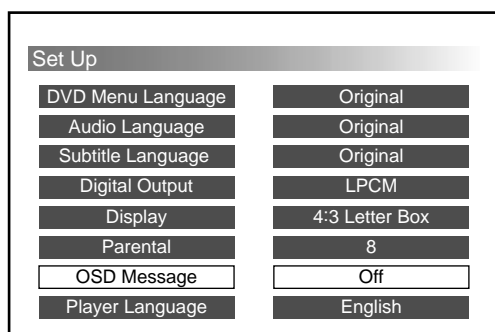 Set Up
DVD Menu Language Original
Audio Language Original
Subtitle Language Original
Digital Output LPCM
Display 4:3 Letter Box
Parental 8
OSD Message Off
Player Language English